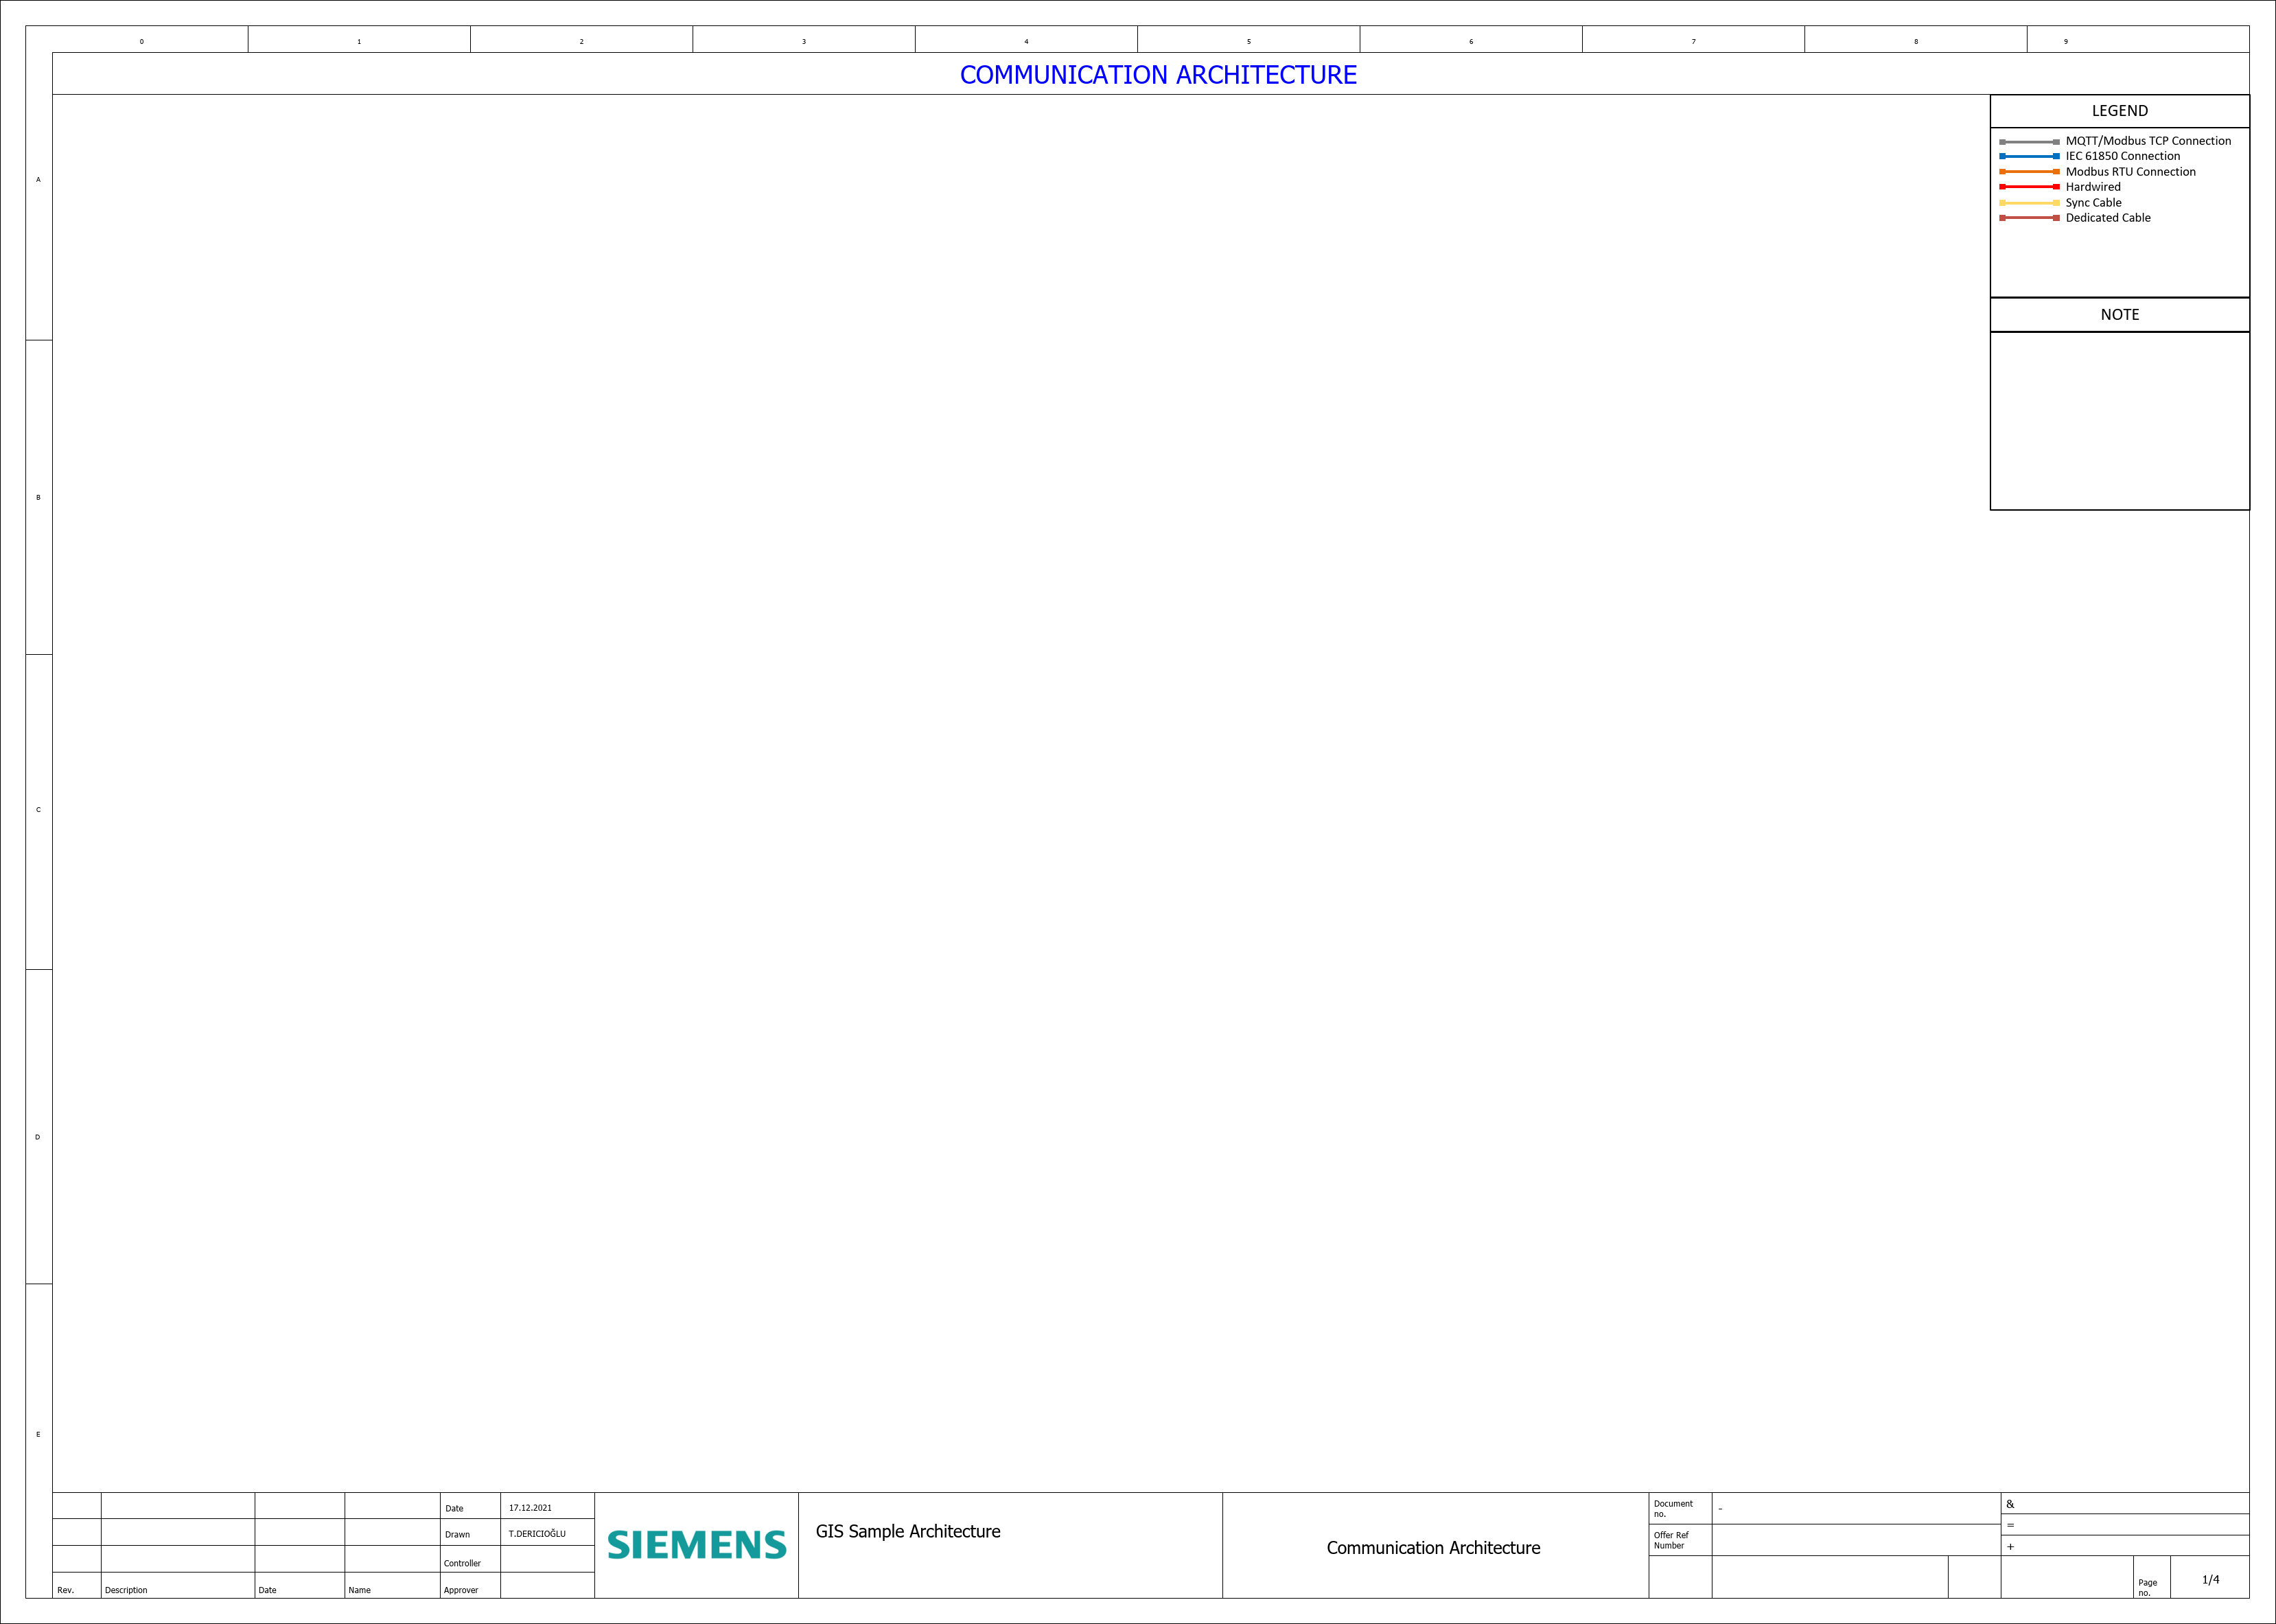 0 1 2 3 4 5 6 7 8 9
COMMUNICATION ARCHITECTURE
LEGEND
MQTT/Modbus TCP Connection
IEC 61850 Connection
Modbus RTU Connection
Hardwired
Sync Cable
Dedicated Cable
NOTE
A
B
C
D
E
Date 17.12.2021
Drawn T.DERICIOĞLU
Controller
Rev. Description Date Name Approver
SIEMENS
GIS Sample Architecture
Communication Architecture
Document
no.
-
Offer Ref
Number
&
=
+
Page
no.
1/4